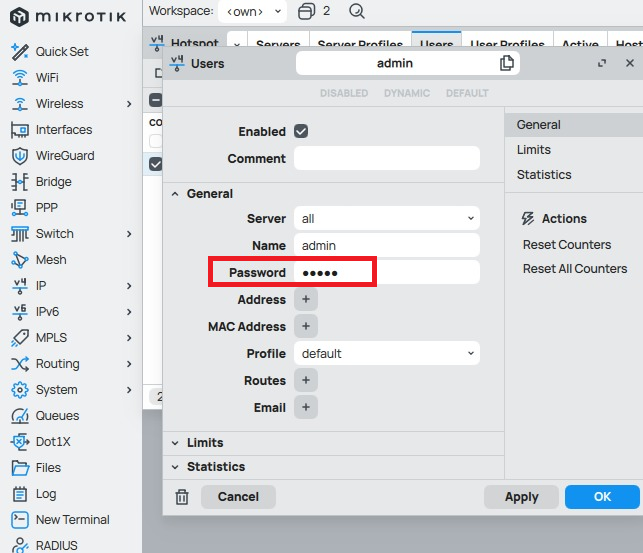 mikrotik
Workspace: <own> 2
Quick Set
WiFi
Wireless
Interfaces
WireGuard
Bridge
PPP
Switch
Mesh
IP
IPv6
MPLS
Routing
System
Queues
Dot1X
Files
Log
New Terminal
RADIUS
v4 Hotspot Servers Server Profiles Users User Profiles Active Host
v4 Users admin
DISABLED DYNAMIC DEFAULT
Enabled
Comment
General
Server all
Name admin
Password •••••
Address +
MAC Address +
Profile default
Routes +
Email +
Limits
Statistics
Cancel Apply OK
General
Limits
Statistics
Actions
Reset Counters
Reset All Counters